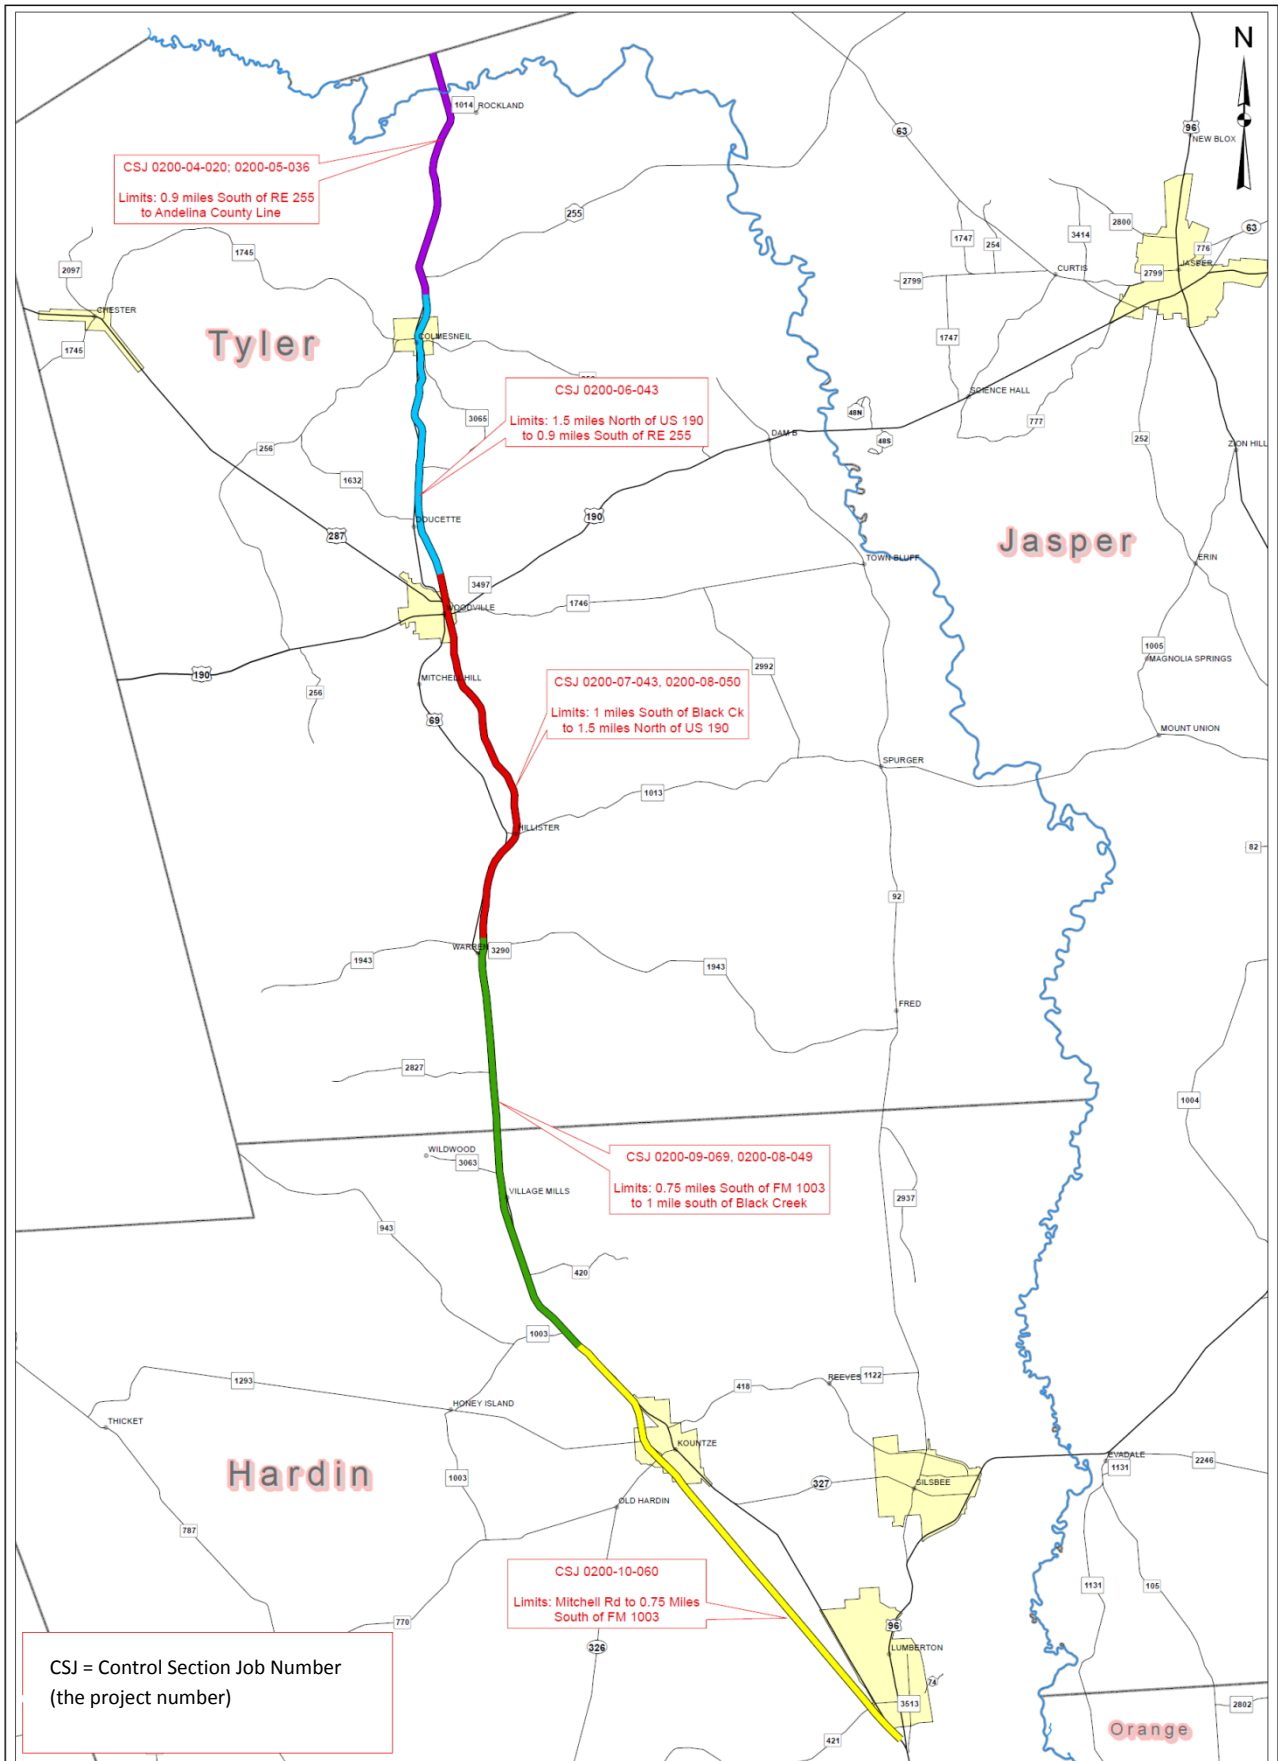 N
1014
ROCKLAND
63
96
NEW BLOX
CSJ 0200-04-020; 0200-05-036
Limits: 0.9 miles South of RE 255
to Andelina County Line
255
1745
2097
1747
254
3414
2800
776
63
JASPER
2799
CURTIS
2799
CHESTER
1745
Tyler
COLMESNEIL
1747
SCIENCE HALL
CSJ 0200-06-043
Limits: 1.5 miles North of US 190
to 0.9 miles South of RE 255
3065
48N
48S
DAM B
777
252
ZION HILL
256
1632
DOUCETTE
287
190
Jasper
TOWN BLUFF
ERIN
3497
WOODVILLE
1746
1005
MAGNOLIA SPRINGS
2992
190
256
MITCHELL HILL
69
CSJ 0200-07-043, 0200-08-050
Limits: 1 miles South of Black Ck
to 1.5 miles North of US 190
MOUNT UNION
SPURGER
1013
HILLISTER
82
92
WARREN
3290
1943
1943
FRED
2827
1004
WILDWOOD
3063
CSJ 0200-09-069, 0200-08-049
Limits: 0.75 miles South of FM 1003
to 1 mile south of Black Creek
VILLAGE MILLS
2937
943
420
1003
1293
418
REEVES
1122
HONEY ISLAND
THICKET
KOUNTZE
EVADALE
1131
2246
Hardin
1003
327
SILSBEE
OLD HARDIN
787
CSJ 0200-10-060
Limits: Mitchell Rd to 0.75 Miles
South of FM 1003
1131
105
770
326
96
LUMBERTON
74
3513
421
2802
Orange
CSJ = Control Section Job Number
(the project number)